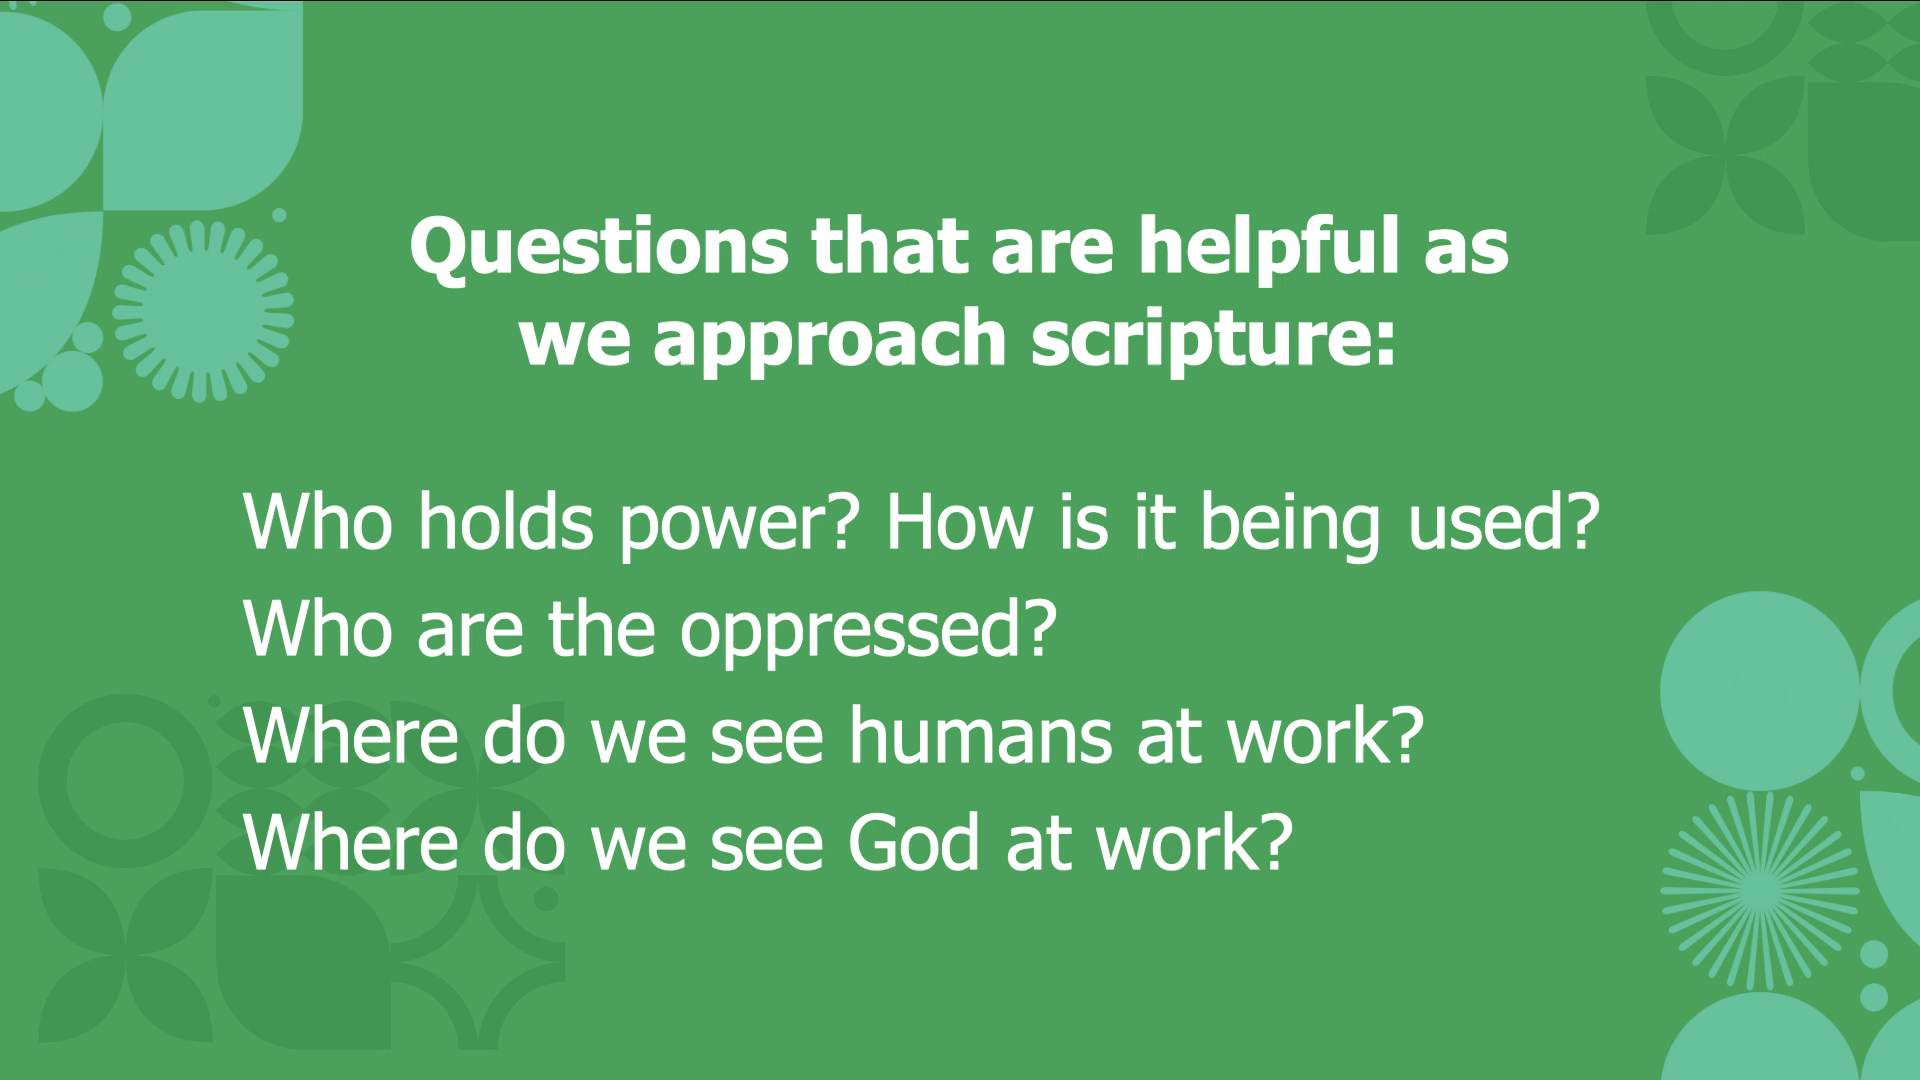 Questions that are helpful as
we approach scripture:
Who holds power? How is it being used?
Who are the oppressed?
Where do we see humans at work?
Where do we see God at work?